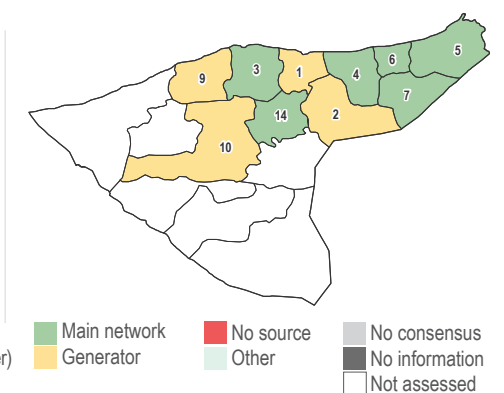 5
6
3
1
4
9
7
14
2
10
Main network
No source
No consensus
er)
Generator
Other
No information
Not assessed